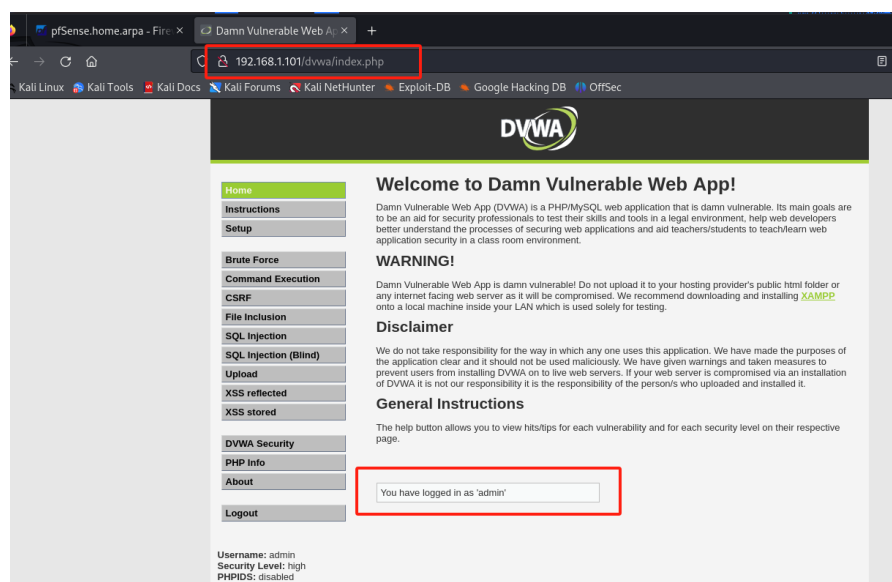 pfSense.home.arpa - Fire
Damn Vulnerable Web Ap
192.168.1.101/dvwa/index.php
Kali Linux Kali Tools Kali Docs Kali Forums Kali NetHunter Exploit-DB Google Hacking DB OffSec
DVWA
Home
Instructions
Setup
Brute Force
Command Execution
CSRF
File Inclusion
SQL Injection
SQL Injection (Blind)
Upload
XSS reflected
XSS stored
DVWA Security
PHP Info
About
Logout
Username: admin
Security Level: high
PHPIDS: disabled
Welcome to Damn Vulnerable Web App!
Damn Vulnerable Web App (DVWA) is a PHP/MySQL web application that is damn vulnerable. Its main goals are
to be an aid for security professionals to test their skills and tools in a legal environment, help web developers
better understand the processes of securing web applications and aid teachers/students to teach/learn web
application security in a class room environment.
WARNING!
Damn Vulnerable Web App is damn vulnerable! Do not upload it to your hosting provider's public html folder or
any internet facing web server as it will be compromised. We recommend downloading and installing XAMPP
onto a local machine inside your LAN which is used solely for testing.
Disclaimer
We do not take responsibility for the way in which any one uses this application. We have made the purposes of
the application clear and it should not be used maliciously. We have given warnings and taken measures to
prevent users from installing DVWA on to live web servers. If your web server is compromised via an installation
of DVWA it is not our responsibility it is the responsibility of the person/s who uploaded and installed it.
General Instructions
The help button allows you to view hits/tips for each vulnerability and for each security level on their respective
page.
You have logged in as 'admin'